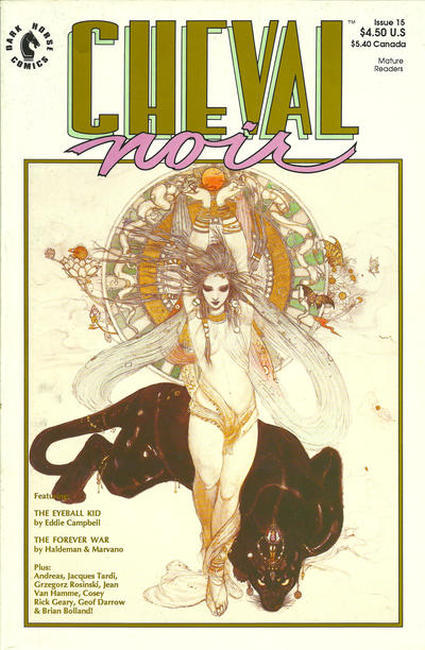 DARK HORSE COMICS
CHEVAL
noir
™
Issue 15
$4.50 U.S
$5.40 Canada
Mature
Readers
Featuring:
THE EYEBALL KID
by Eddie Campbell
THE FOREVER WAR
by Haldeman & Marvano
Plus:
Andreas, Jacques Tardi,
Grzegorz Rosinski, Jean
Van Hamme, Cosey
Rick Geary, Geof Darrow
& Brian Bolland!